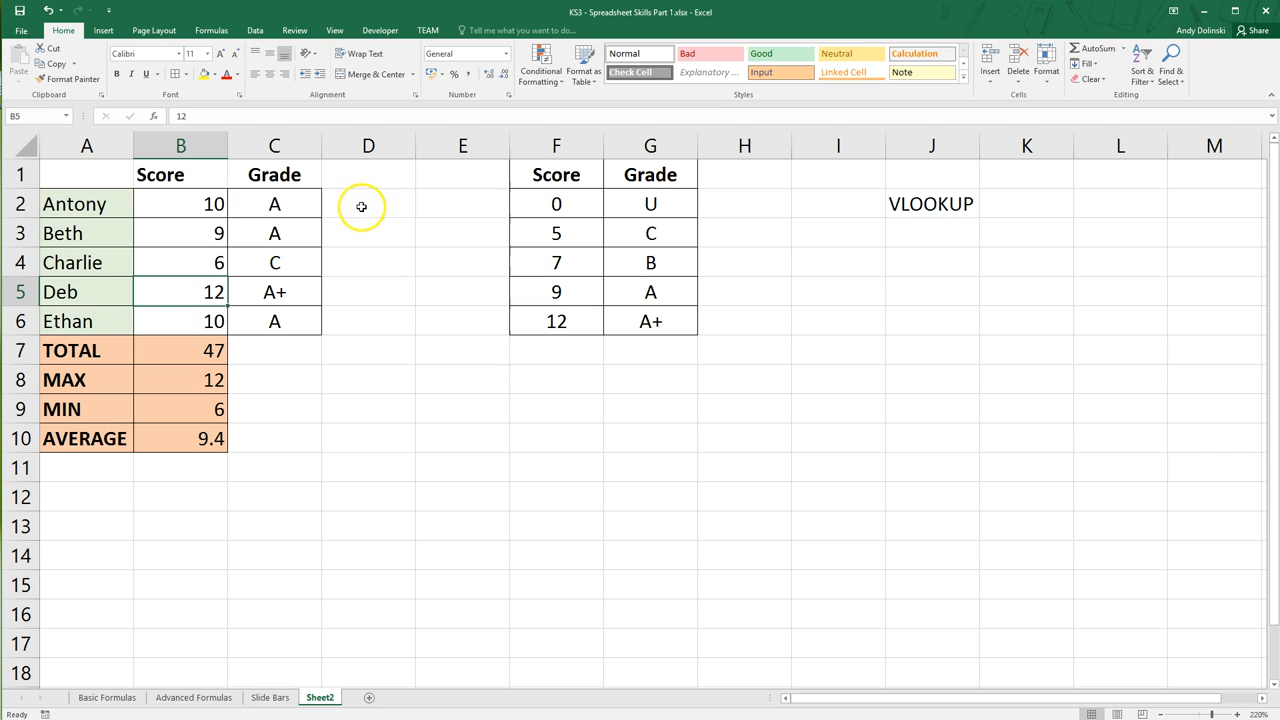 KS3 - Spreadsheet Skills Part 1.xlsx - Excel
File Home Insert Page Layout Formulas Data Review View Developer TEAM Tell me what you want to do... Andy Dolinski Share
Paste Cut Copy Format Painter
Calibri 11 A A
B I U A
Wrap Text
Merge & Center
General
% ,
Conditional Formatting
Format as Table
Normal Bad Good Neutral Calculation
Check Cell Explanatory ... Input Linked Cell Note
Insert Delete Format
AutoSum
Fill
Clear
Sort & Filter
Find & Select
Clipboard Font Alignment Number Styles Cells Editing
B5 fx 12
A B C D E F G H I J K L M
1 Score Grade Score Grade
2 Antony 10 A 0 U VLOOKUP
3 Beth 9 A 5 C
4 Charlie 6 C 7 B
5 Deb 12 A+ 9 A
6 Ethan 10 A 12 A+
7 TOTAL 47
8 MAX 12
9 MIN 6
10 AVERAGE 9.4
11
12
13
14
15
16
17
18
Basic Formulas Advanced Formulas Slide Bars Sheet2
Ready 220%